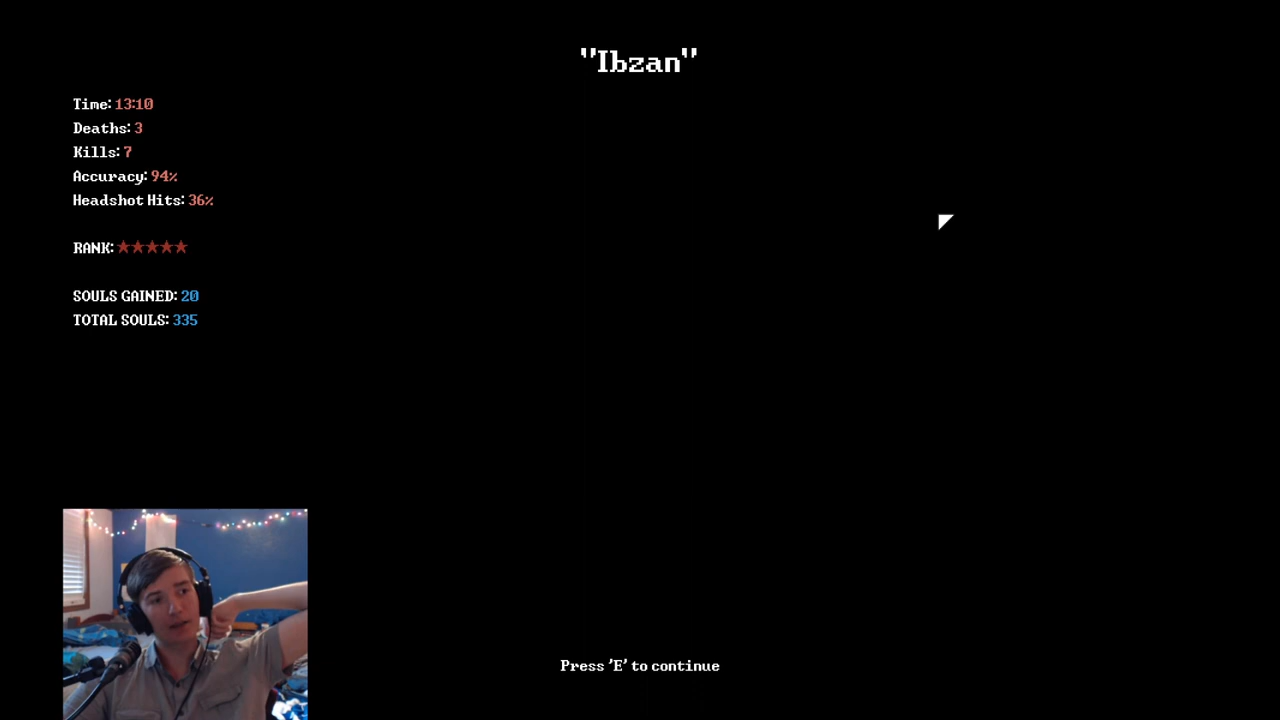 "Ibzan"
Time: 13:10
Deaths: 3
Kills: 7
Accuracy: 94%
Headshot Hits: 36%
RANK: ★★★★★
SOULS GAINED: 20
TOTAL SOULS: 335
Press 'E' to continue